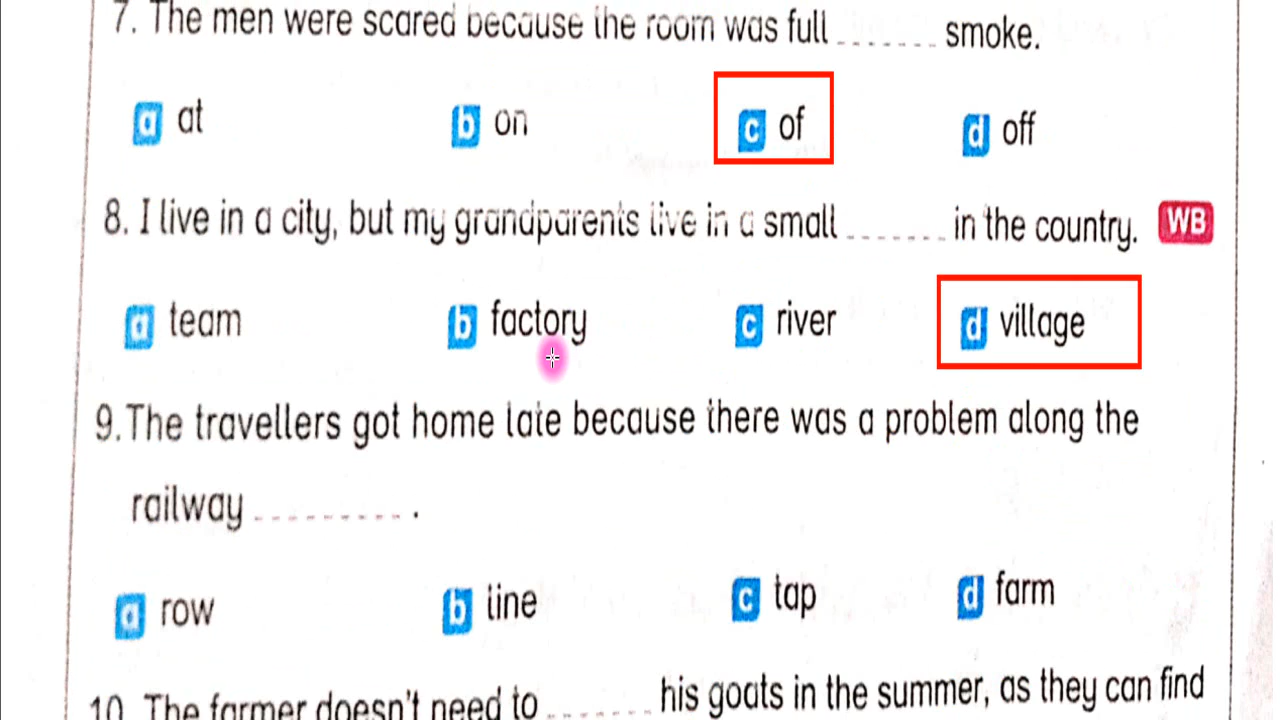 7. The men were scared because the room was full ....... smoke.
a at b on c of d off
8. I live in a city, but my grandparents live in a small ....... in the country. WB
a team b factory c river d village
9.The travellers got home late because there was a problem along the
railway .......... .
a row b line c tap d farm
10. The farmer doesn't need to ....... his goats in the summer, as they can find